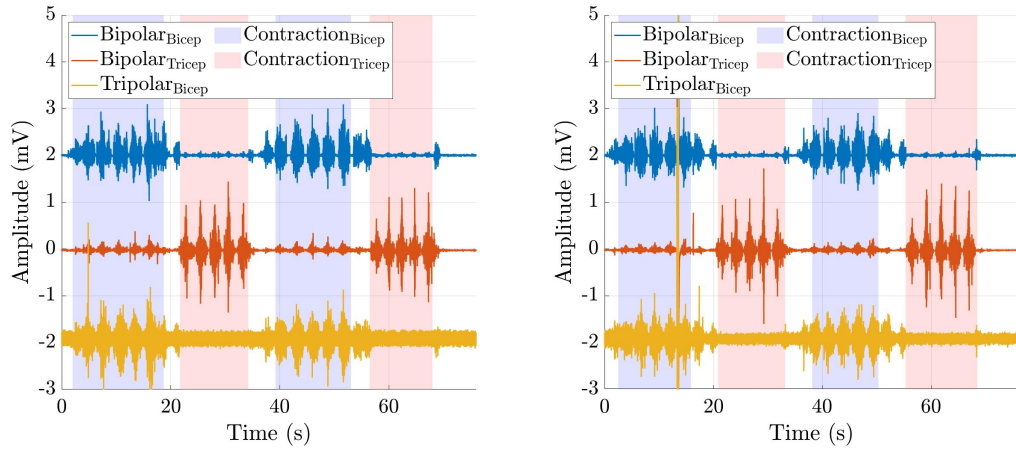 5
4
3
2
1
0
-1
-2
-3
Amplitude (mV)
Bipolar_Bicep Contraction_Bicep
Bipolar_Tricep Contraction_Tricep
Tripolar_Bicep
0 20 40 60
Time (s)
5
4
3
2
1
0
-1
-2
-3
Amplitude (mV)
Bipolar_Bicep Contraction_Bicep
Bipolar_Tricep Contraction_Tricep
Tripolar_Bicep
0 20 40 60
Time (s)